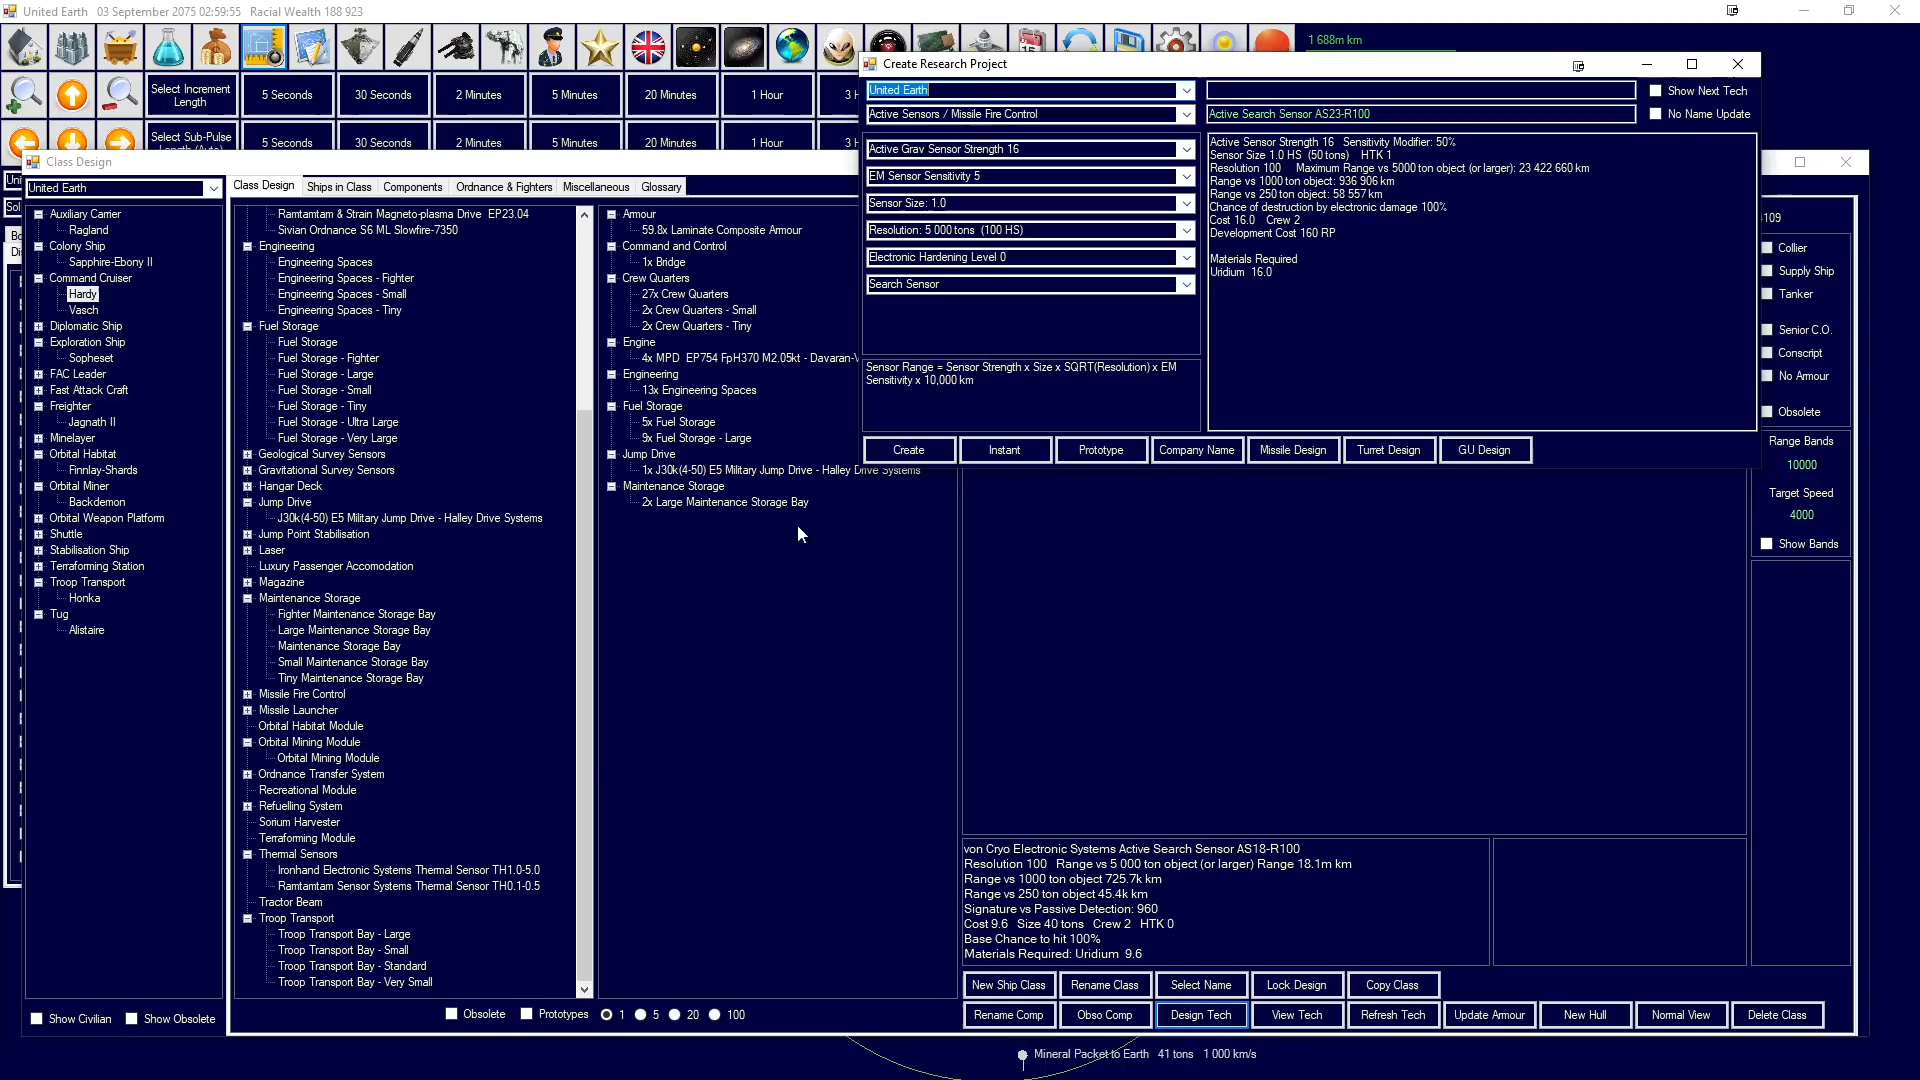 United Earth   03 September 2075 02:59:55   Racial Wealth 188 923
1 688m km
Select Increment Length
5 Seconds
30 Seconds
2 Minutes
5 Minutes
20 Minutes
1 Hour
3 H
Select Sub-Pulse Length (Auto)
5 Seconds
30 Seconds
2 Minutes
5 Minutes
20 Minutes
1 Hour
3 H
Create Research Project
United Earth
Show Next Tech
Active Sensors / Missile Fire Control
Active Search Sensor AS23-R100
No Name Update
Active Grav Sensor Strength 16
EM Sensor Sensitivity 5
Sensor Size: 1.0
Resolution: 5 000 tons  (100 HS)
Electronic Hardening Level 0
Search Sensor
Sensor Range = Sensor Strength x Size x SQRT(Resolution) x EM
Sensitivity x 10,000 km
Active Sensor Strength 16   Sensitivity Modifier: 50%
Sensor Size 1.0 HS  (50 tons)    HTK 1
Resolution 100     Maximum Range vs 5000 ton object (or larger): 23 422 660 km
Range vs 1000 ton object: 936 906 km
Range vs 250 ton object: 58 557 km
Chance of destruction by electronic damage 100%
Cost 16.0   Crew 2
Development Cost 160 RP
Materials Required
Uridium  16.0
Create
Instant
Prototype
Company Name
Missile Design
Turret Design
GU Design
Class Design
United Earth
Class Design
Ships in Class
Components
Ordnance & Fighters
Miscellaneous
Glossary
Auxiliary Carrier
Ragland
Colony Ship
Sapphire-Ebony II
Command Cruiser
Hardy
Vasch
Diplomatic Ship
Exploration Ship
Sopheset
FAC Leader
Fast Attack Craft
Freighter
Jagnath II
Minelayer
Orbital Habitat
Finnlay-Shards
Orbital Miner
Backdemon
Orbital Weapon Platform
Shuttle
Stabilisation Ship
Terraforming Station
Troop Transport
Honka
Tug
Alistaire
Show Civilian
Show Obsolete
Ramtamtam & Strain Magneto-plasma Drive  EP23.04
Sivian Ordnance S6 ML Slowfire-7350
Engineering
Engineering Spaces
Engineering Spaces - Fighter
Engineering Spaces - Small
Engineering Spaces - Tiny
Fuel Storage
Fuel Storage
Fuel Storage - Fighter
Fuel Storage - Large
Fuel Storage - Small
Fuel Storage - Tiny
Fuel Storage - Ultra Large
Fuel Storage - Very Large
Geological Survey Sensors
Gravitational Survey Sensors
Hangar Deck
Jump Drive
J30k(4-50) E5 Military Jump Drive - Halley Drive Systems
Jump Point Stabilisation
Laser
Luxury Passenger Accomodation
Magazine
Maintenance Storage
Fighter Maintenance Storage Bay
Large Maintenance Storage Bay
Maintenance Storage Bay
Small Maintenance Storage Bay
Tiny Maintenance Storage Bay
Missile Fire Control
Missile Launcher
Orbital Habitat Module
Orbital Mining Module
Orbital Mining Module
Ordnance Transfer System
Recreational Module
Refuelling System
Sorium Harvester
Terraforming Module
Thermal Sensors
Ironhand Electronic Systems Thermal Sensor TH1.0-5.0
Ramtamtam Sensor Systems Thermal Sensor TH0.1-0.5
Tractor Beam
Troop Transport
Troop Transport Bay - Large
Troop Transport Bay - Small
Troop Transport Bay - Standard
Troop Transport Bay - Very Small
Obsolete
Prototypes
1
5
20
100
Armour
59.8x Laminate Composite Armour
Command and Control
1x Bridge
Crew Quarters
27x Crew Quarters
2x Crew Quarters - Small
2x Crew Quarters - Tiny
Engine
4x MPD  EP754 FpH370 M2.05kt - Davaran-V
Engineering
13x Engineering Spaces
Fuel Storage
5x Fuel Storage
9x Fuel Storage - Large
Jump Drive
1x J30k(4-50) E5 Military Jump Drive - Halley Drive Systems
Maintenance Storage
2x Large Maintenance Storage Bay
109
Collier
Supply Ship
Tanker
Senior C.O.
Conscript
No Armour
Obsolete
Range Bands
10000
Target Speed
4000
Show Bands
von Cryo Electronic Systems Active Search Sensor AS18-R100
Resolution 100   Range vs 5 000 ton object (or larger) Range 18.1m km
Range vs 1000 ton object 725.7k km
Range vs 250 ton object 45.4k km
Signature vs Passive Detection: 960
Cost 9.6   Size 40 tons   Crew 2   HTK 0
Base Chance to hit 100%
Materials Required: Uridium  9.6
New Ship Class
Rename Class
Select Name
Lock Design
Copy Class
Rename Comp
Obso Comp
Design Tech
View Tech
Refresh Tech
Update Armour
New Hull
Normal View
Delete Class
Mineral Packet to Earth   41 tons   1 000 km/s